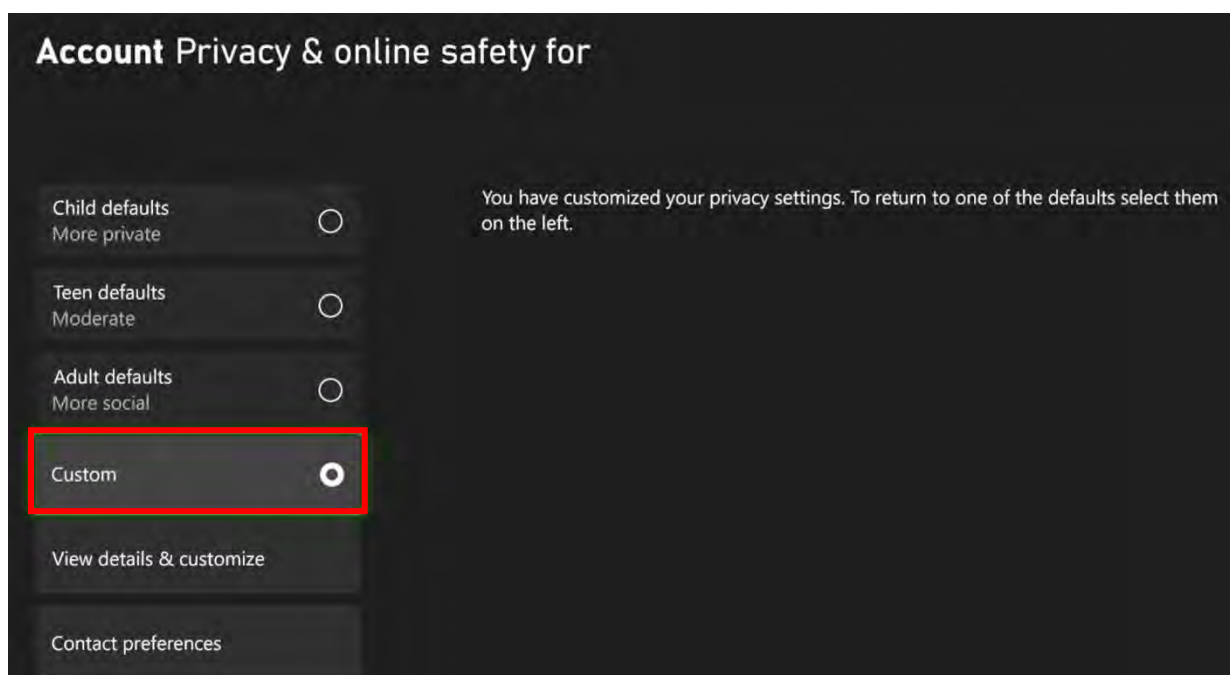 Account Privacy & online safety for
Child defaults
More private
You have customized your privacy settings. To return to one of the defaults select them
on the left.
Teen defaults
Moderate
Adult defaults
More social
Custom
View details & customize
Contact preferences